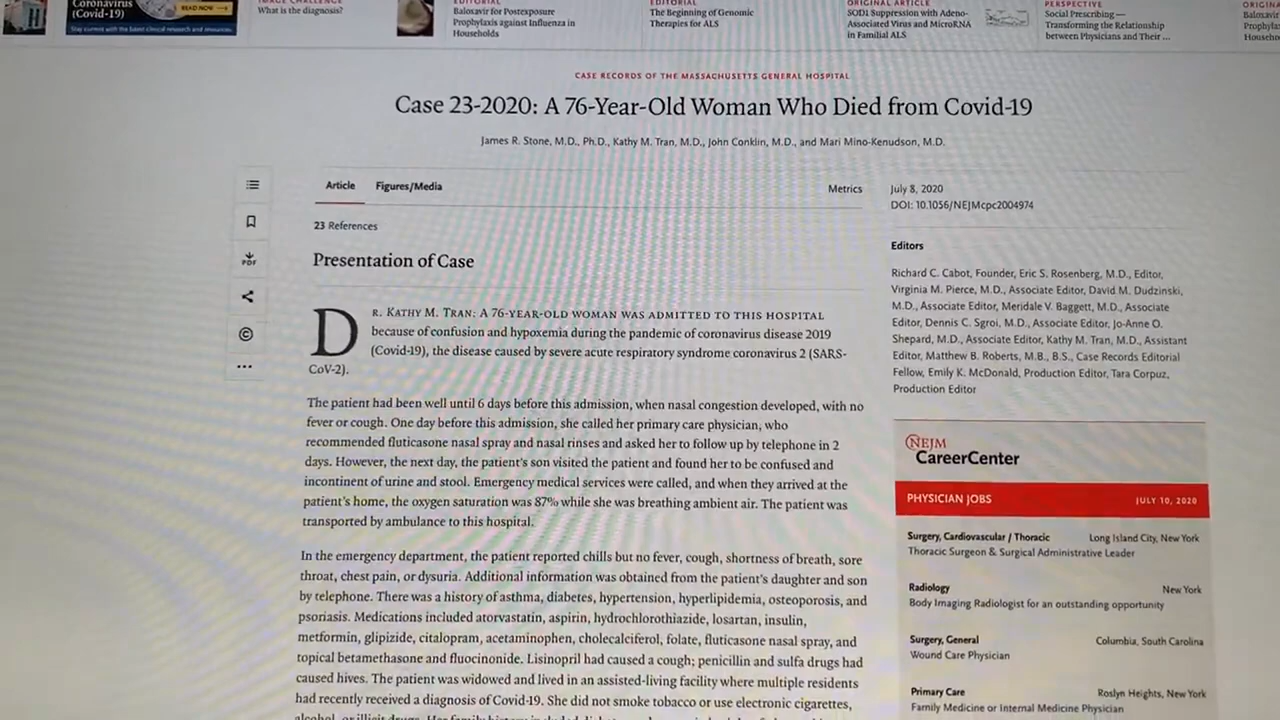 Coronavirus
(Covid-19)
READ NOW
Stay current with the latest clinical research and resources.
IMAGE CHALLENGE
What is the diagnosis?
EDITORIAL
Baloxavir for Postexposure
Prophylaxis against Influenza in
Households
EDITORIAL
The Beginning of Genomic
Therapies for ALS
ORIGINAL ARTICLE
SOD1 Suppression with Adeno-
Associated Virus and MicroRNA
in Familial ALS
PERSPECTIVE
Social Prescribing —
Transforming the Relationship
between Physicians and Their ...
CASE RECORDS OF THE MASSACHUSETTS GENERAL HOSPITAL
Case 23-2020: A 76-Year-Old Woman Who Died from Covid-19
James R. Stone, M.D., Ph.D., Kathy M. Tran, M.D., John Conklin, M.D., and Mari Mino-Kenudson, M.D.
Article Figures/Media Metrics
23 References
Presentation of Case
DR. KATHY M. TRAN: A 76-YEAR-OLD WOMAN WAS ADMITTED TO THIS HOSPITAL
because of confusion and hypoxemia during the pandemic of coronavirus disease 2019
(Covid-19), the disease caused by severe acute respiratory syndrome coronavirus 2 (SARS-
CoV-2).
The patient had been well until 6 days before this admission, when nasal congestion developed, with no
fever or cough. One day before this admission, she called her primary care physician, who
recommended fluticasone nasal spray and nasal rinses and asked her to follow up by telephone in 2
days. However, the next day, the patient's son visited the patient and found her to be confused and
incontinent of urine and stool. Emergency medical services were called, and when they arrived at the
patient's home, the oxygen saturation was 87% while she was breathing ambient air. The patient was
transported by ambulance to this hospital.
In the emergency department, the patient reported chills but no fever, cough, shortness of breath, sore
throat, chest pain, or dysuria. Additional information was obtained from the patient's daughter and son
by telephone. There was a history of asthma, diabetes, hypertension, hyperlipidemia, osteoporosis, and
psoriasis. Medications included atorvastatin, aspirin, hydrochlorothiazide, losartan, insulin,
metformin, glipizide, citalopram, acetaminophen, cholecalciferol, folate, fluticasone nasal spray, and
topical betamethasone and fluocinonide. Lisinopril had caused a cough; penicillin and sulfa drugs had
caused hives. The patient was widowed and lived in an assisted-living facility where multiple residents
had recently received a diagnosis of Covid-19. She did not smoke tobacco or use electronic cigarettes,
PDF
July 8, 2020
DOI: 10.1056/NEJMcpc2004974
Editors
Richard C. Cabot, Founder, Eric S. Rosenberg, M.D., Editor,
Virginia M. Pierce, M.D., Associate Editor, David M. Dudzinski,
M.D., Associate Editor, Meridale V. Baggett, M.D., Associate
Editor, Dennis C. Sgroi, M.D., Associate Editor, Jo-Anne O.
Shepard, M.D., Associate Editor, Kathy M. Tran, M.D., Assistant
Editor, Matthew B. Roberts, M.B., B.S., Case Records Editorial
Fellow, Emily K. McDonald, Production Editor, Tara Corpuz,
Production Editor
NEJM
CareerCenter
PHYSICIAN JOBS JULY 10, 2020
Surgery, Cardiovascular / Thoracic Long Island City, New York
Thoracic Surgeon & Surgical Administrative Leader
Radiology New York
Body Imaging Radiologist for an outstanding opportunity
Surgery, General Columbia, South Carolina
Wound Care Physician
Primary Care Roslyn Heights, New York
Family Medicine or Internal Medicine Physician